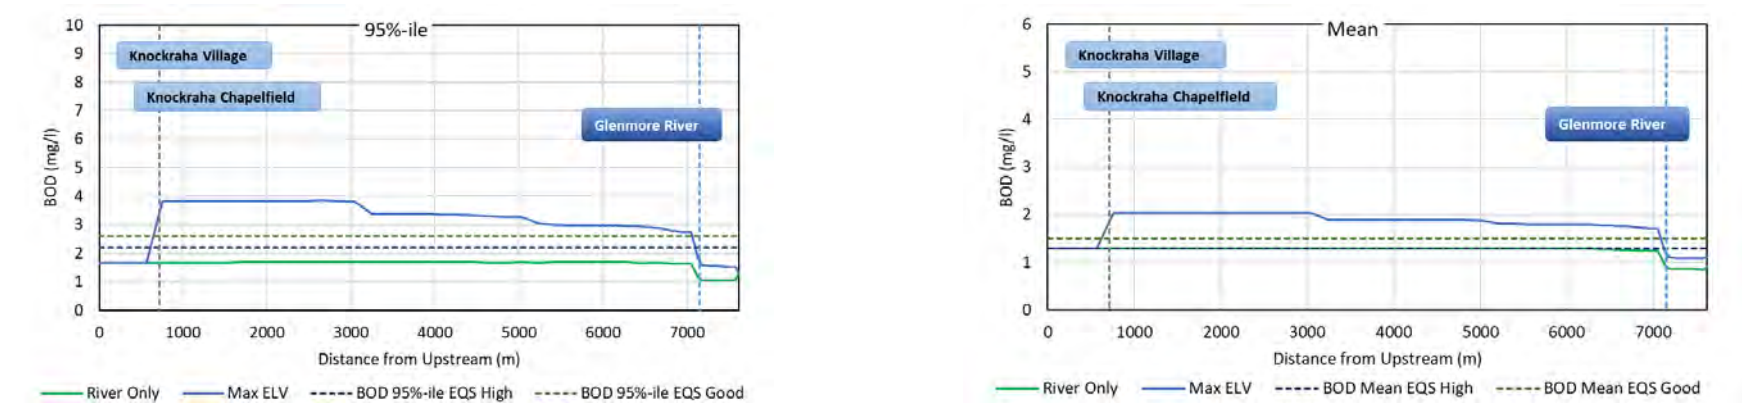 95%-ile
10
9
8
7
6
5
4
3
2
1
0
BOD (mg/l)
Knockraha Village
Knockraha Chapelfield
Glenmore River
0 1000 2000 3000 4000 5000 6000 7000
Distance from Upstream (m)
River Only Max ELV BOD 95%-ile EQS High BOD 95%-ile EQS Good
Mean
6
5
4
3
2
1
0
BOD (mg/l)
Knockraha Village
Knockraha Chapelfield
Glenmore River
0 1000 2000 3000 4000 5000 6000 7000
Distance from Upstream (m)
River Only Max ELV BOD Mean EQS High BOD Mean EQS Good